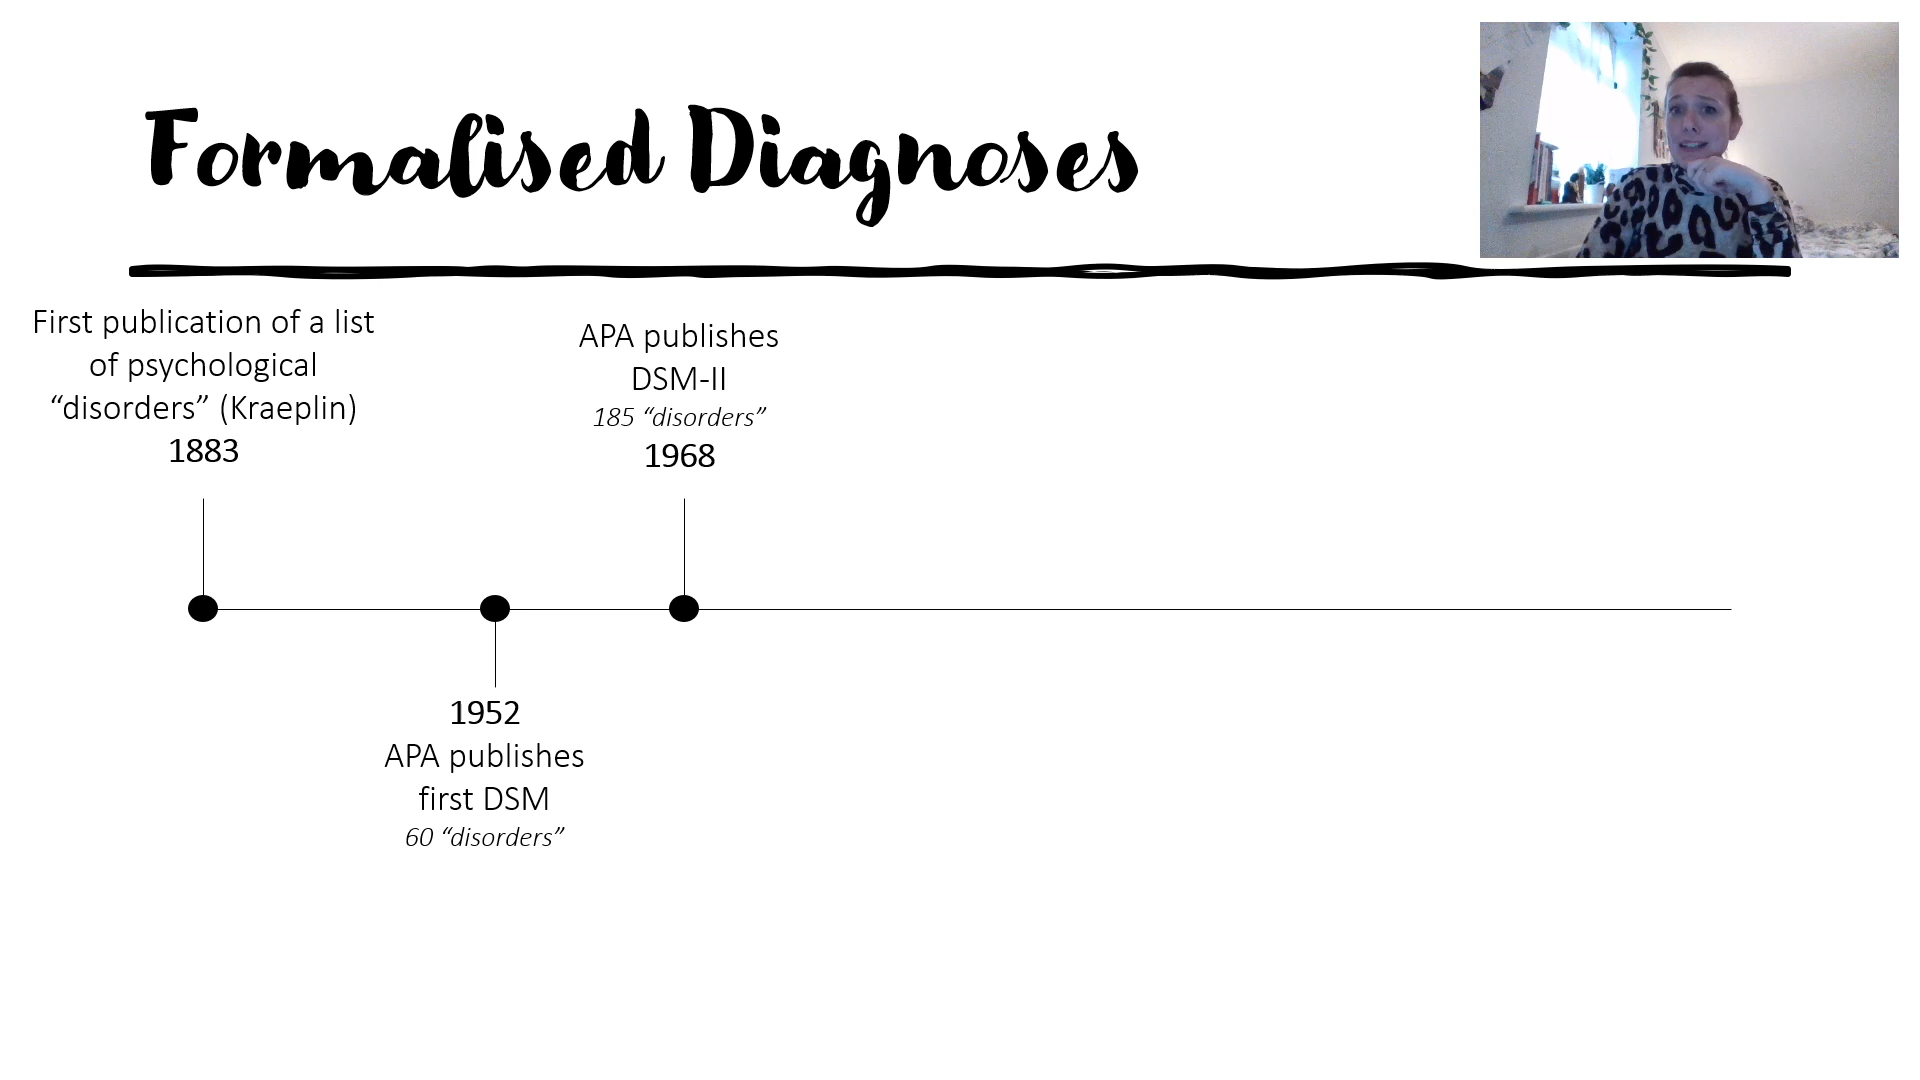 Formalised Diagnoses
First publication of a list
of psychological
“disorders” (Kraeplin)
1883
APA publishes
DSM-II
185 “disorders”
1968
1952
APA publishes
first DSM
60 “disorders”